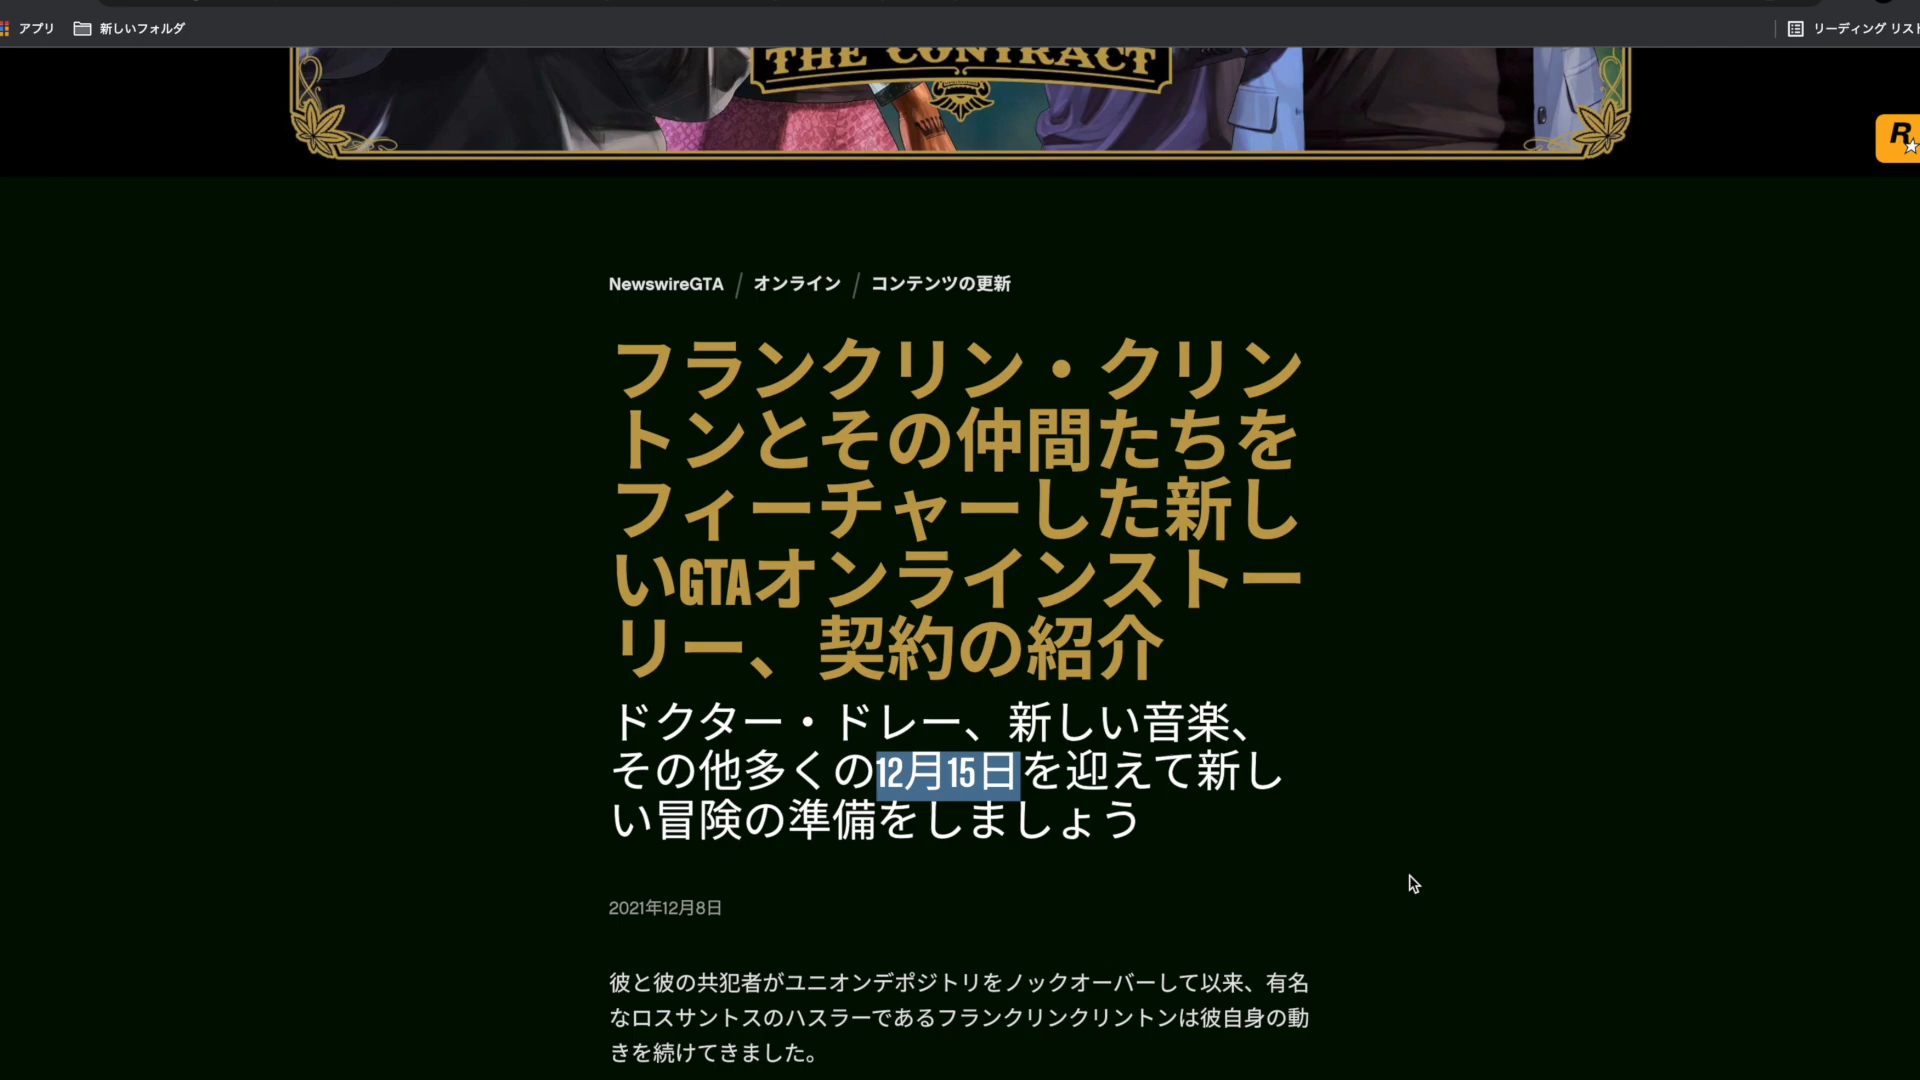 アプリ 新しいフォルダ リーディング リスト
THE CONTRACT
R
NewswireGTA / オンライン / コンテンツの更新
フランクリン・クリン
トンとその仲間たちを
フィーチャーした新し
いGTAオンラインストー
リー、契約の紹介
ドクター・ドレー、新しい音楽、
その他多くの12月15日を迎えて新し
い冒険の準備をしましょう
2021年12月8日
彼と彼の共犯者がユニオンデポジトリをノックオーバーして以来、有名
なロスサントスのハスラーであるフランクリンクリントンは彼自身の動
きを続けてきました。